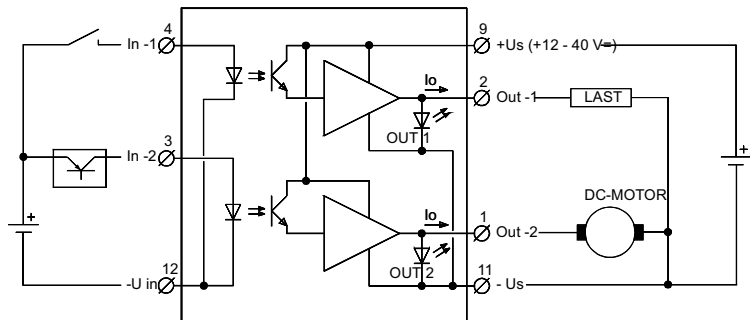 4
In -1
9
+Us (+12 - 40 V=)
Io
2
Out -1
LAST
OUT 1
3
In -2
+
+
DC-MOTOR
Io
1
Out -2
OUT 2
12
-U in
11
- Us